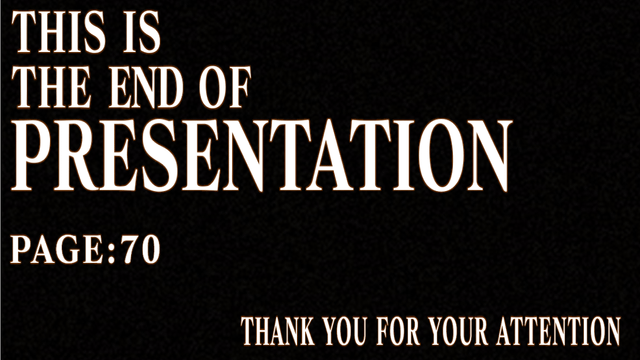 THIS IS
THE END OF
PRESENTATION
PAGE:70
THANK YOU FOR YOUR ATTENTION